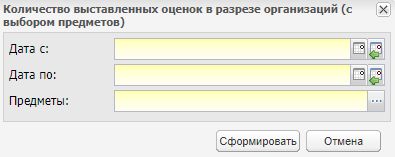 Количество выставленных оценок в разрезе организаций (с
выбором предметов)
Дата с:
Дата по:
Предметы:
Сформировать Отмена